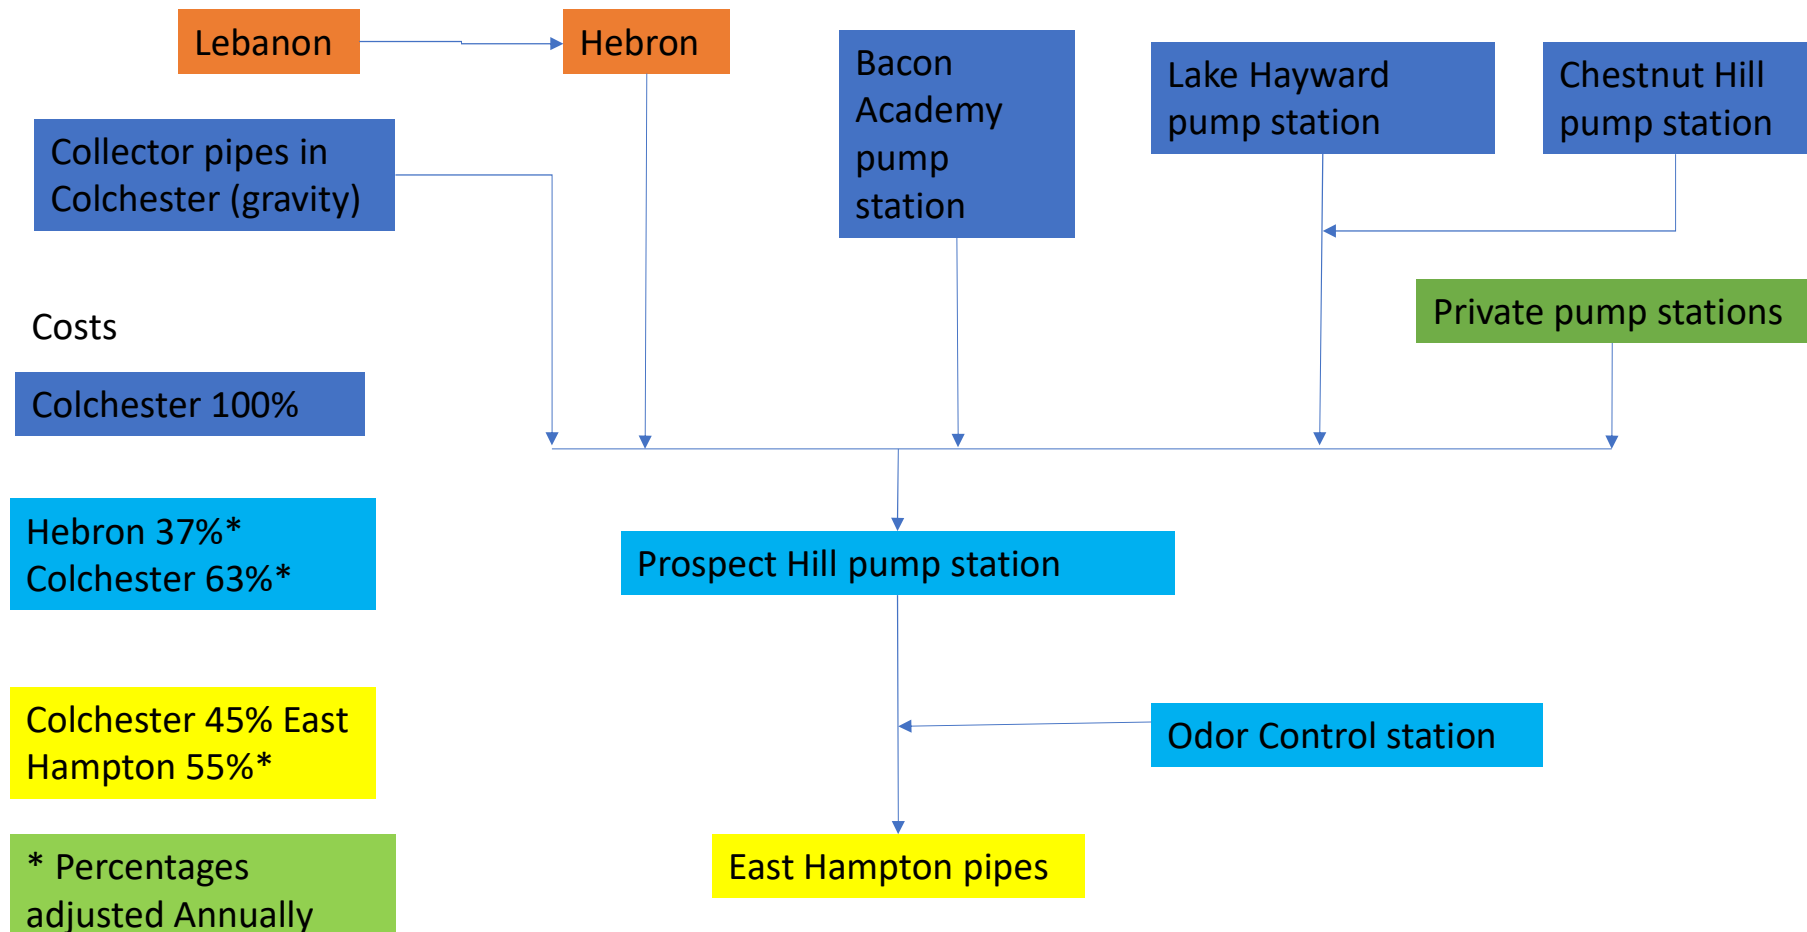 Lebanon
Hebron
Bacon
Academy
pump
station
Lake Hayward
pump station
Chestnut Hill
pump station
Collector pipes in
Colchester (gravity)
Private pump stations
Costs
Colchester 100%
Hebron 37%*
Colchester 63%*
Prospect Hill pump station
Colchester 45% East
Hampton 55%*
Odor Control station
* Percentages
adjusted Annually
East Hampton pipes